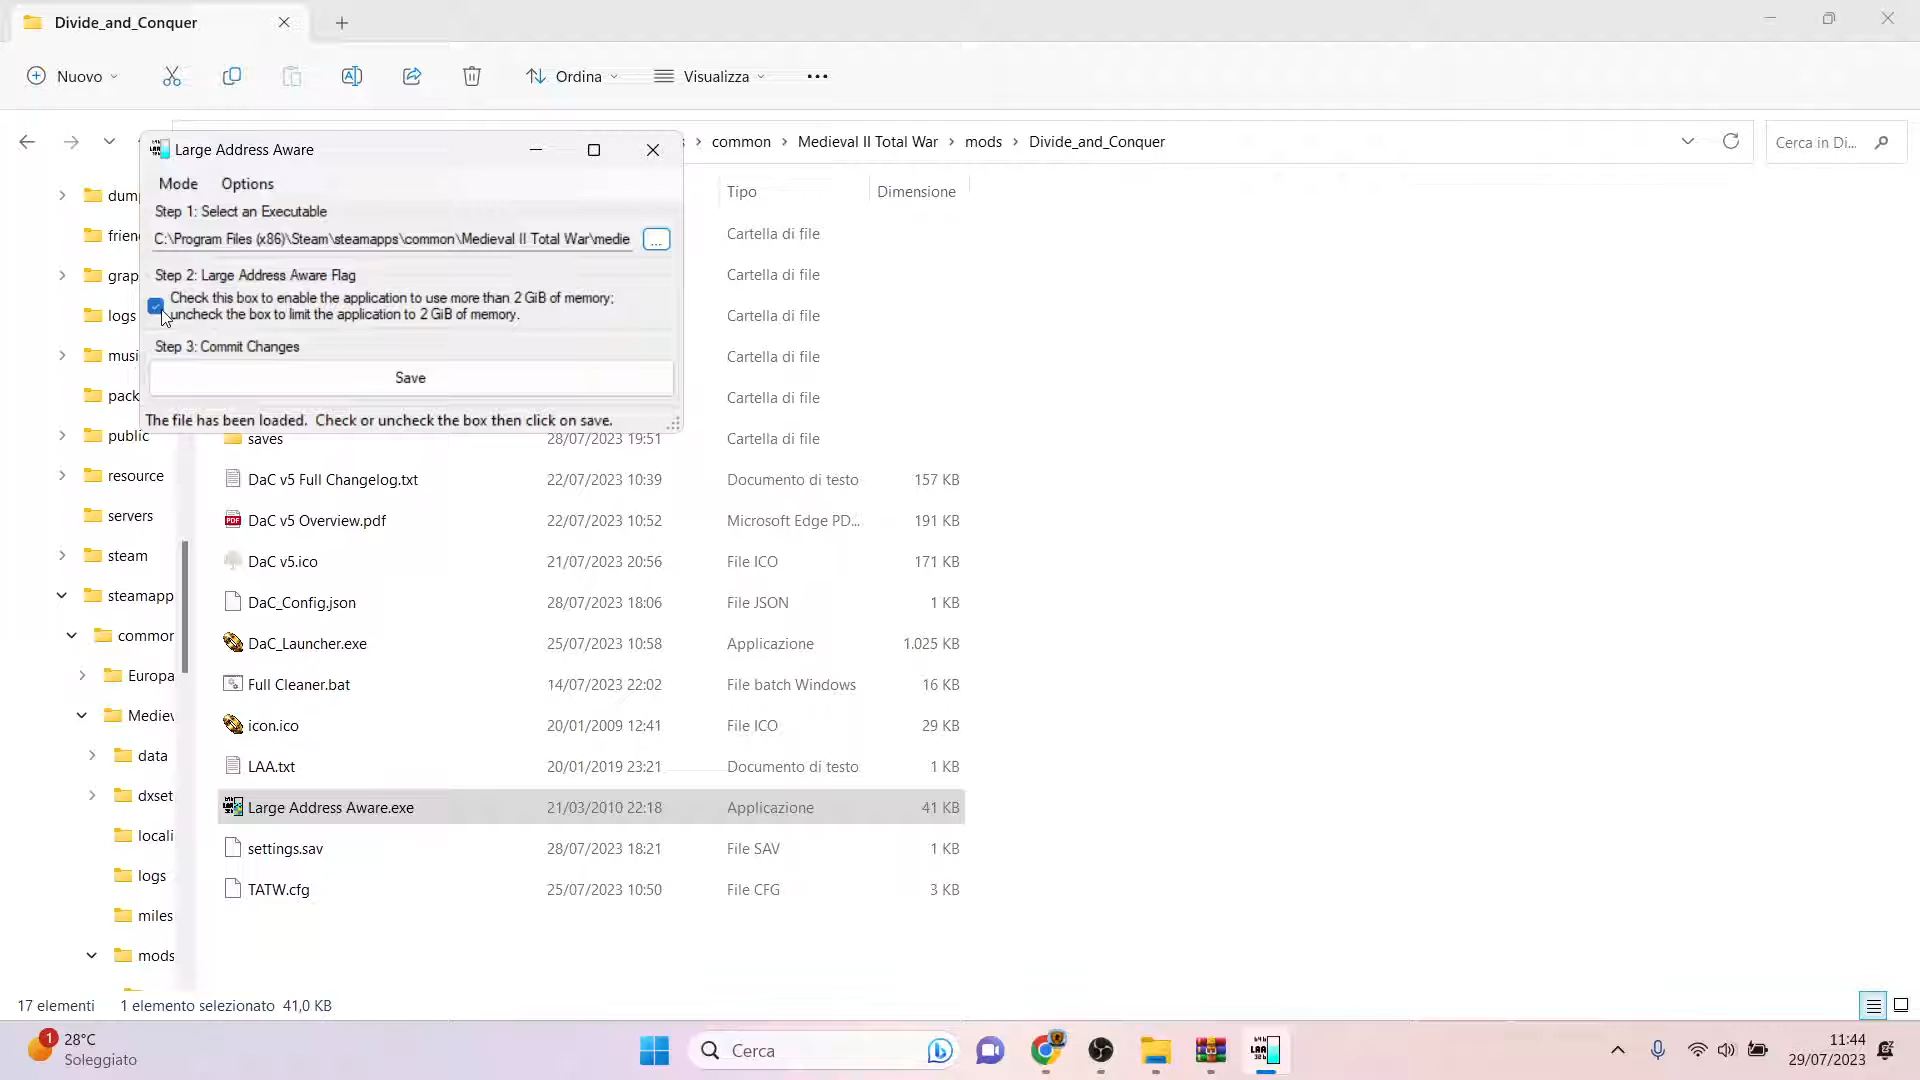 Divide_and_Conquer
Nuovo
Ordina
Visualizza
common
Medieval II Total War
mods
Divide_and_Conquer
Cerca in Di...
Large Address Aware
Mode Options
Step 1: Select an Executable
C:\Program Files (x86)\Steam\steamapps\common\Medieval II Total War\medie
...
Step 2: Large Address Aware Flag
Check this box to enable the application to use more than 2 GiB of memory;
uncheck the box to limit the application to 2 GiB of memory.
Step 3: Commit Changes
Save
The file has been loaded. Check or uncheck the box then click on save.
dum
frien
grap
logs
musi
pack
public
resource
servers
steam
steamapp
commor
Europa
Mediev
data
dxset
locali
logs
miles
mods
Tipo Dimensione
Cartella di file
Cartella di file
Cartella di file
Cartella di file
Cartella di file
saves 28/07/2023 19:51 Cartella di file
DaC v5 Full Changelog.txt 22/07/2023 10:39 Documento di testo 157 KB
DaC v5 Overview.pdf 22/07/2023 10:52 Microsoft Edge PD... 191 KB
DaC v5.ico 21/07/2023 20:56 File ICO 171 KB
DaC_Config.json 28/07/2023 18:06 File JSON 1 KB
DaC_Launcher.exe 25/07/2023 10:58 Applicazione 1.025 KB
Full Cleaner.bat 14/07/2023 22:02 File batch Windows 16 KB
icon.ico 20/01/2009 12:41 File ICO 29 KB
LAA.txt 20/01/2019 23:21 Documento di testo 1 KB
Large Address Aware.exe 21/03/2010 22:18 Applicazione 41 KB
settings.sav 28/07/2023 18:21 File SAV 1 KB
TATW.cfg 25/07/2023 10:50 File CFG 3 KB
17 elementi 1 elemento selezionato 41,0 KB
1
28°C
Soleggiato
Cerca
11:44
29/07/2023